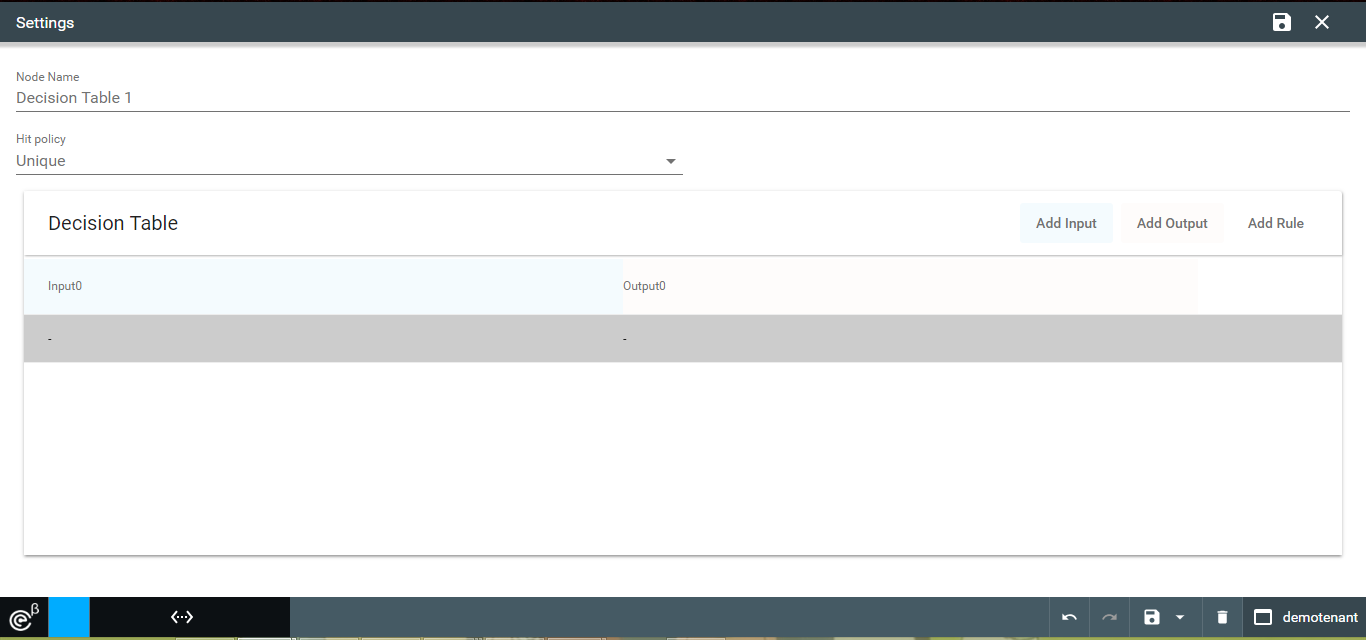 Settings
Node Name
Decision Table 1
Hit policy
Unique
Decision Table
Add Input
Add Output
Add Rule
Input0
Output0
-
-
e β
demotenant